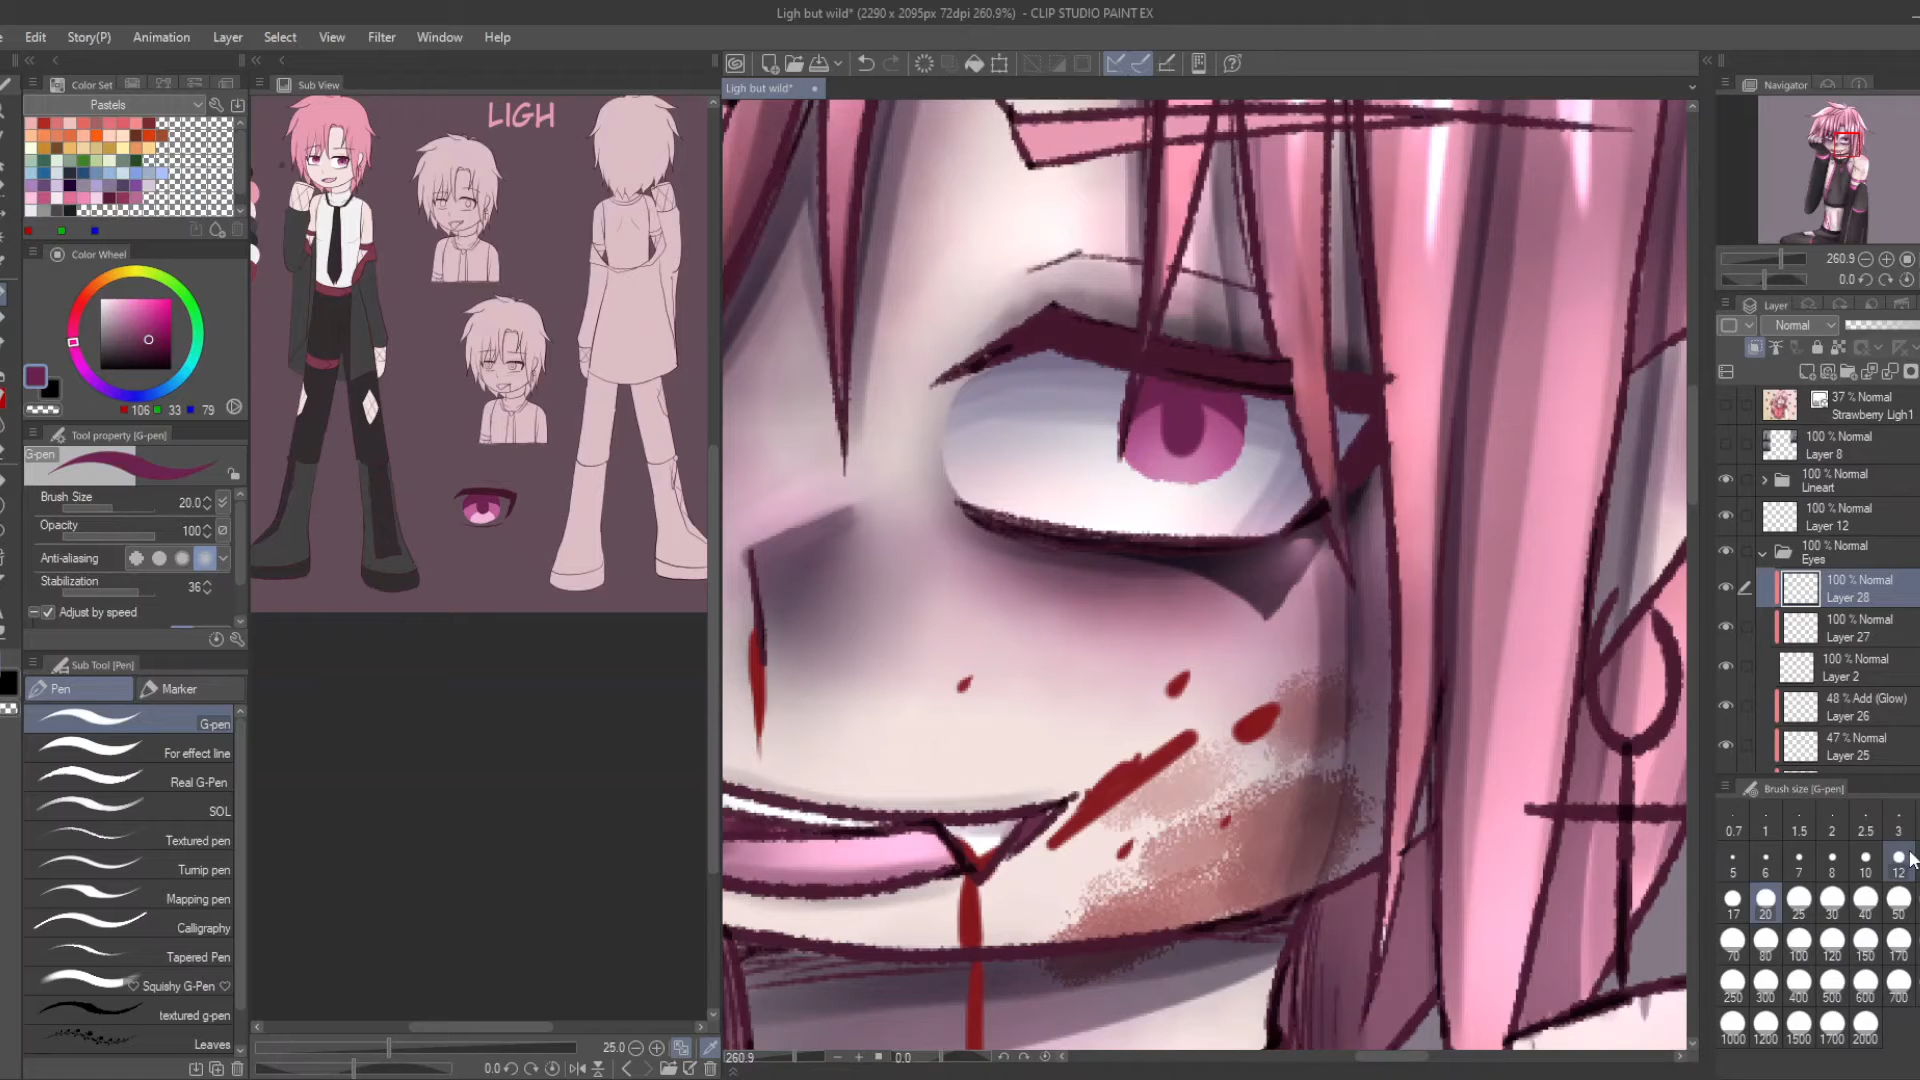 Ligh but wild* (2290 x 2095px 72dpi 260.9%) - CLIP STUDIO PAINT EX
Edit Story(P) Animation Layer Select View Filter Window Help
Color Set
Pastels
Color Wheel
106 33 79
Tool property [G-pen]
G-pen
Brush Size 20.0
Opacity 100
Anti-aliasing
Stabilization 36
Adjust by speed
Sub Tool [Pen]
Pen Marker
G-pen
For effect line
Real G-Pen
SOL
Textured pen
Turnip pen
Mapping pen
Calligraphy
Tapered Pen
♡ Squishy G-Pen ♡
textured g-pen
Leaves
Sub View
LIGH
25.0
0.0
Ligh but wild*
260.9 0.0
Navigator
260.9
0.0
Layer
Normal
37 % Normal
Strawberry Ligh1
100 % Normal
Layer 8
100 % Normal
Lineart
100 % Normal
Layer 12
100 % Normal
Eyes
100 % Normal
Layer 28
100 % Normal
Layer 27
100 % Normal
Layer 2
48 % Add (Glow)
Layer 26
47 % Normal
Layer 25
Brush size [G-pen]
0.7 1 1.5 2 2.5 3
5 6 7 8 10 12
17 20 25 30 40 50
70 80 100 120 150 170
250 300 400 500 600 700
1000 1200 1500 1700 2000